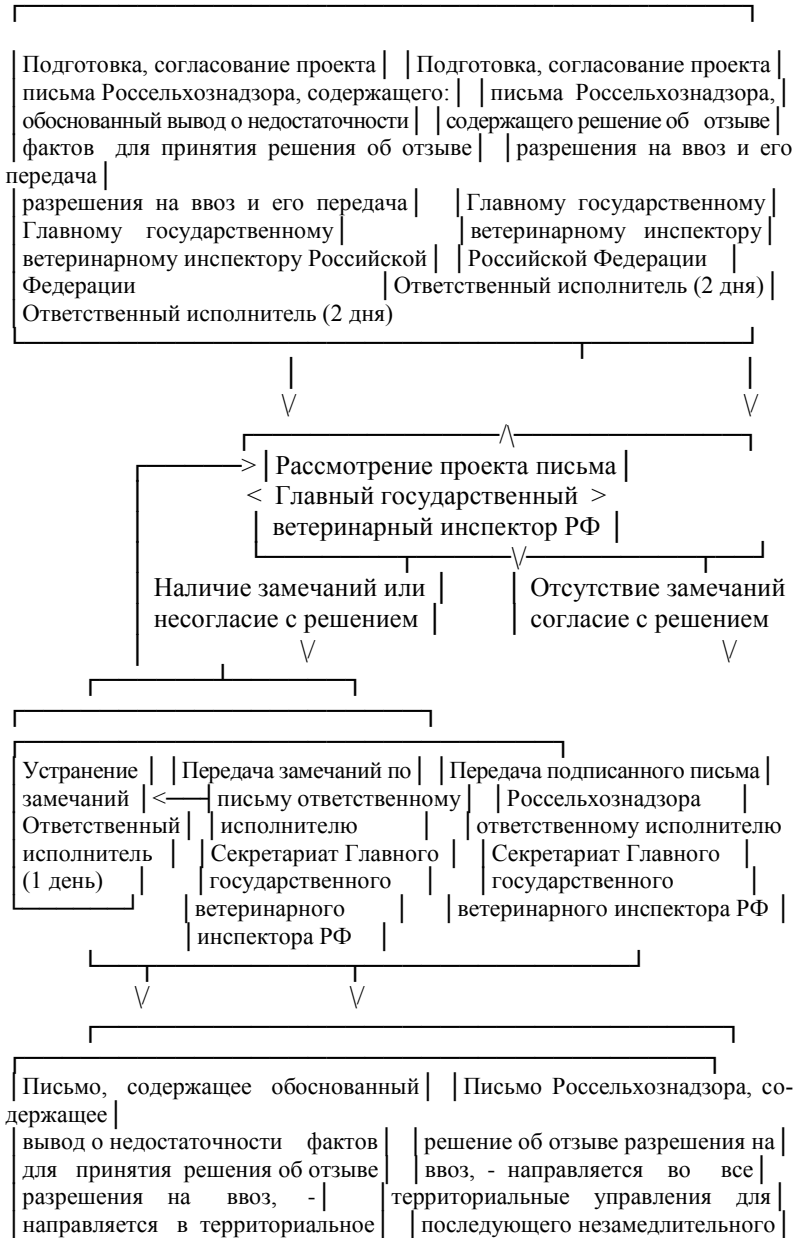 Подготовка, согласование проекта│ │Подготовка, согласование проекта│
│письма Россельхознадзора, содержащего:│ │письма Россельхознадзора,│
│обоснованный вывод о недостаточности│ │содержащего решение об отзыве│
│фактов для принятия решения об отзыве│ │разрешения на ввоз и его
передача│
│разрешения на ввоз и его передача│ │Главному государственному│
│Главному государственному│ │ветеринарному инспектору│
│ветеринарному инспектору Российской│ │Российской Федерации │
│Федерации │Ответственный исполнитель (2 дня)│
│Ответственный исполнитель (2 дня)
>│Рассмотрение проекта письма│
< Главный государственный >
│ ветеринарный инспектор РФ │
Наличие замечаний или │ │ Отсутствие замечаний
несогласие с решением │ │ согласие с решением
│Устранение │ │Передача замечаний по │ │Передача подписанного письма│
│замечаний │<──┤письму ответственному│ │Россельхознадзора │
│Ответственный│ │исполнителю │ │ответственному исполнителю
│исполнитель │ │Секретариат Главного │ │Секретариат Главного │
│(1 день) │ │государственного │ │государственного │
│ветеринарного │ │ветеринарного инспектора РФ │
│инспектора РФ │
│Письмо, содержащее обоснованный│ │Письмо Россельхознадзора, со-
держащее│
│вывод о недостаточности фактов│ │решение об отзыве разрешения на│
│для принятия решения об отзыве│ │ввоз, - направляется во все│
│разрешения на ввоз, -│ │территориальные управления для│
│направляется в территориальное│ │последующего незамедлительного│